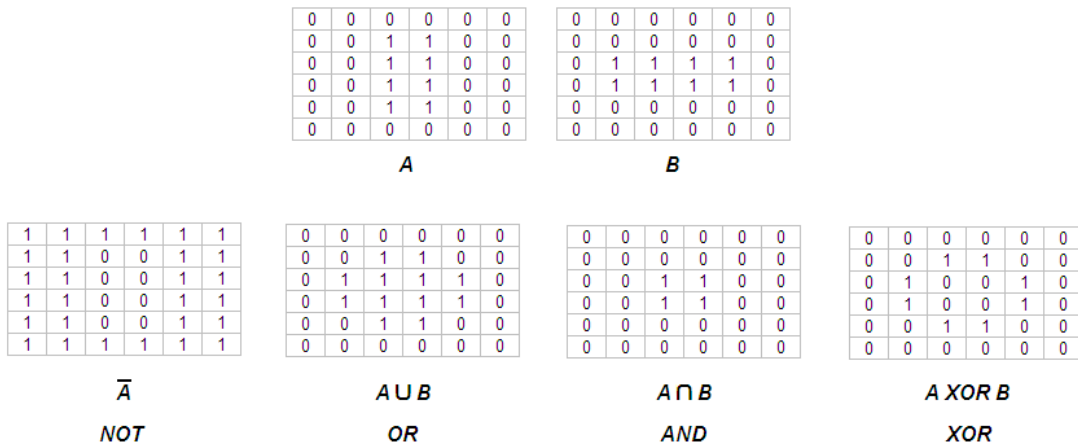 0 0 0 0 0 0
0 0 1 1 0 0
0 0 1 1 0 0
0 0 1 1 0 0
0 0 1 1 0 0
0 0 0 0 0 0
A
0 0 0 0 0 0
0 0 0 0 0 0
0 1 1 1 1 0
0 1 1 1 1 0
0 0 0 0 0 0
0 0 0 0 0 0
B
1 1 1 1 1 1
1 1 0 0 1 1
1 1 0 0 1 1
1 1 0 0 1 1
1 1 0 0 1 1
1 1 1 1 1 1
A̅
NOT
0 0 0 0 0 0
0 0 1 1 0 0
0 1 1 1 1 0
0 1 1 1 1 0
0 0 1 1 0 0
0 0 0 0 0 0
A ∪ B
OR
0 0 0 0 0 0
0 0 0 0 0 0
0 0 1 1 0 0
0 0 1 1 0 0
0 0 0 0 0 0
0 0 0 0 0 0
A ∩ B
AND
0 0 0 0 0 0
0 0 1 1 0 0
0 1 0 0 1 0
0 1 0 0 1 0
0 0 1 1 0 0
0 0 0 0 0 0
A XOR B
XOR